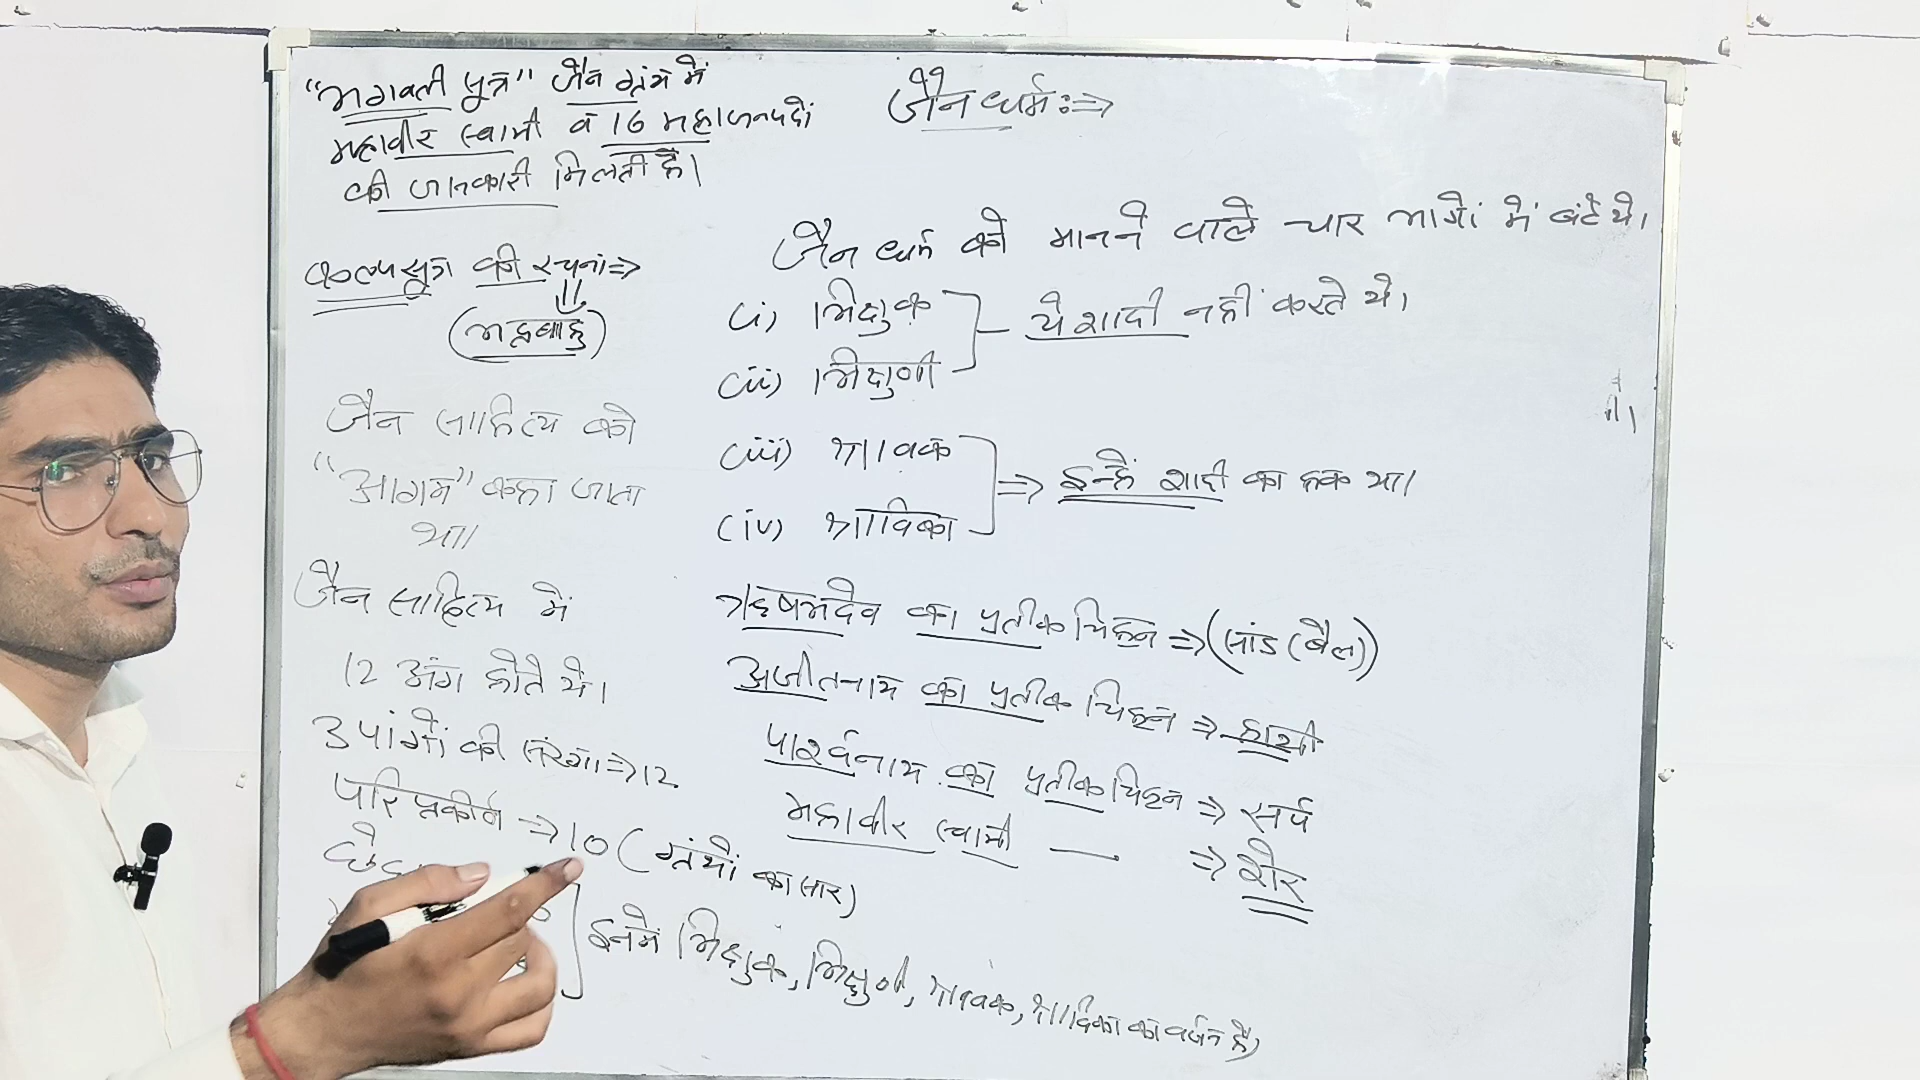 "भगवती सूत्र" जैन ग्रंथ में
महावीर स्वामी व 16 महाजनपदों
की जानकारी मिलती है।
कल्पसूत्र की रचना ⇒
(भद्रबाहु)
जैन साहित्य को
"आगम" कहा जाता
था।
जैन साहित्य में
12 अंग होते थे।
उपांगों की संख्या ⇒ 12
परिप्रकीर्ण ⇒ 10 (ग्रंथों का सार)
छेद
इनमें भिक्षुक, भिक्षुणी, श्रावक, श्राविका का वर्णन है।
जैन धर्म :⇒
जैन धर्म को मानने वाले चार भागों में बंटे थे।
(i) भिक्षुक
— ये शादी नहीं करते थे।
(ii) भिक्षुणी
(iii) श्रावक
⇒ इन्हें शादी का हक था।
(iv) श्राविका
ऋषभदेव का प्रतीक चिह्न ⇒ (सांड (बैल))
अजीतनाथ का प्रतीक चिह्न ⇒ हाथी
पार्श्वनाथ का प्रतीक चिह्न ⇒ सर्प
महावीर स्वामी — ⇒ शेर